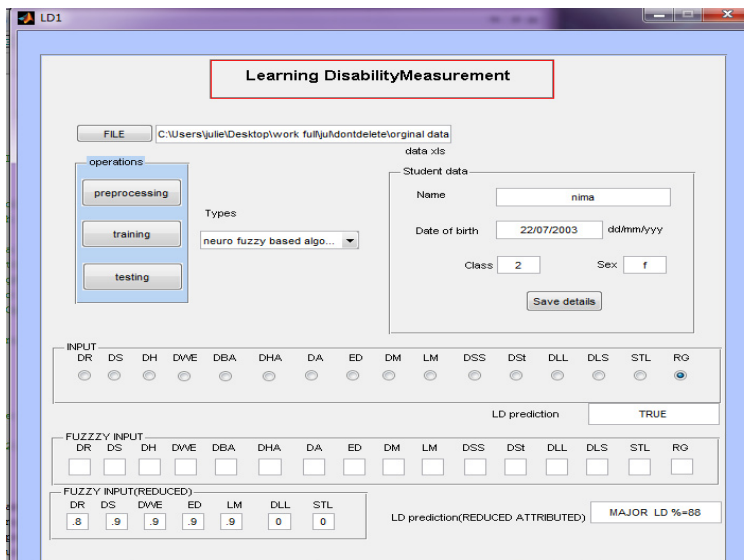 LD1
Learning DisabilityMeasurement
FILE C:\Users\julie\Desktop\work full\jul\dontdelete\orginal data
data xls
operations
preprocessing
training
testing
Types
neuro fuzzy based algo...
Student data
Name nima
Date of birth 22/07/2003 dd/mm/yyy
Class 2 Sex f
Save details
INPUT
DR DS DH DWE DBA DHA DA ED DM LM DSS DSt DLL DLS STL RG
LD prediction TRUE
FUZZZY INPUT
DR DS DH DWE DBA DHA DA ED DM LM DSS DSt DLL DLS STL RG
FUZZY INPUT(REDUCED)
DR DS DWE ED LM DLL STL
.8 .9 .9 .9 .9 0 0
LD prediction(REDUCED ATTRIBUTED) MAJOR LD %=88